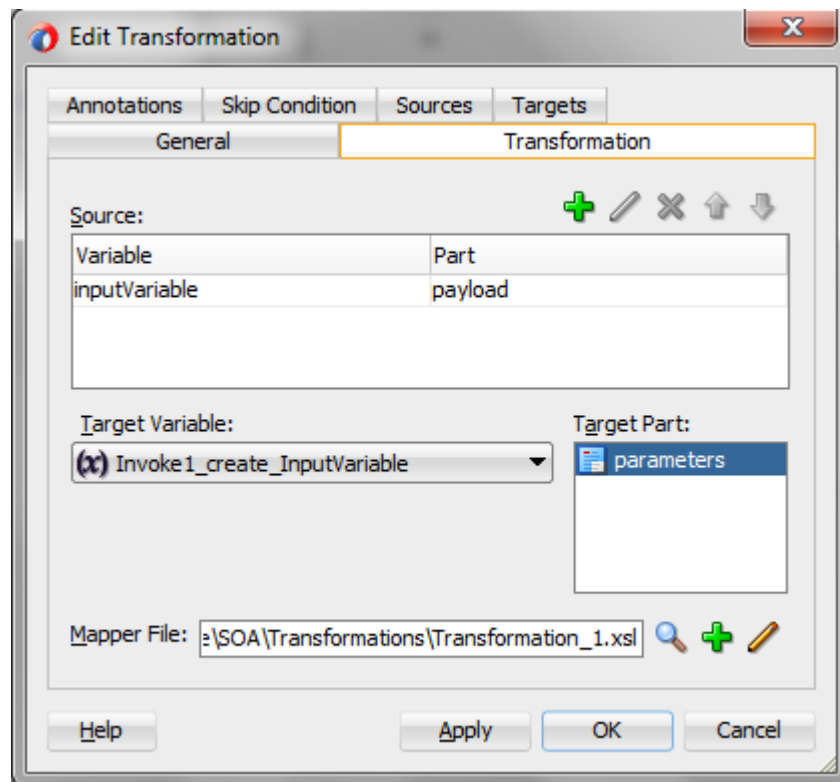 Edit Transformation
Annotations Skip Condition Sources Targets
General Transformation
Source:
Variable Part
inputVariable payload
Target Variable: Target Part:
(x) Invoke1_create_InputVariable parameters
Mapper File: e\SOA\Transformations\Transformation_1.xsl
Help Apply OK Cancel